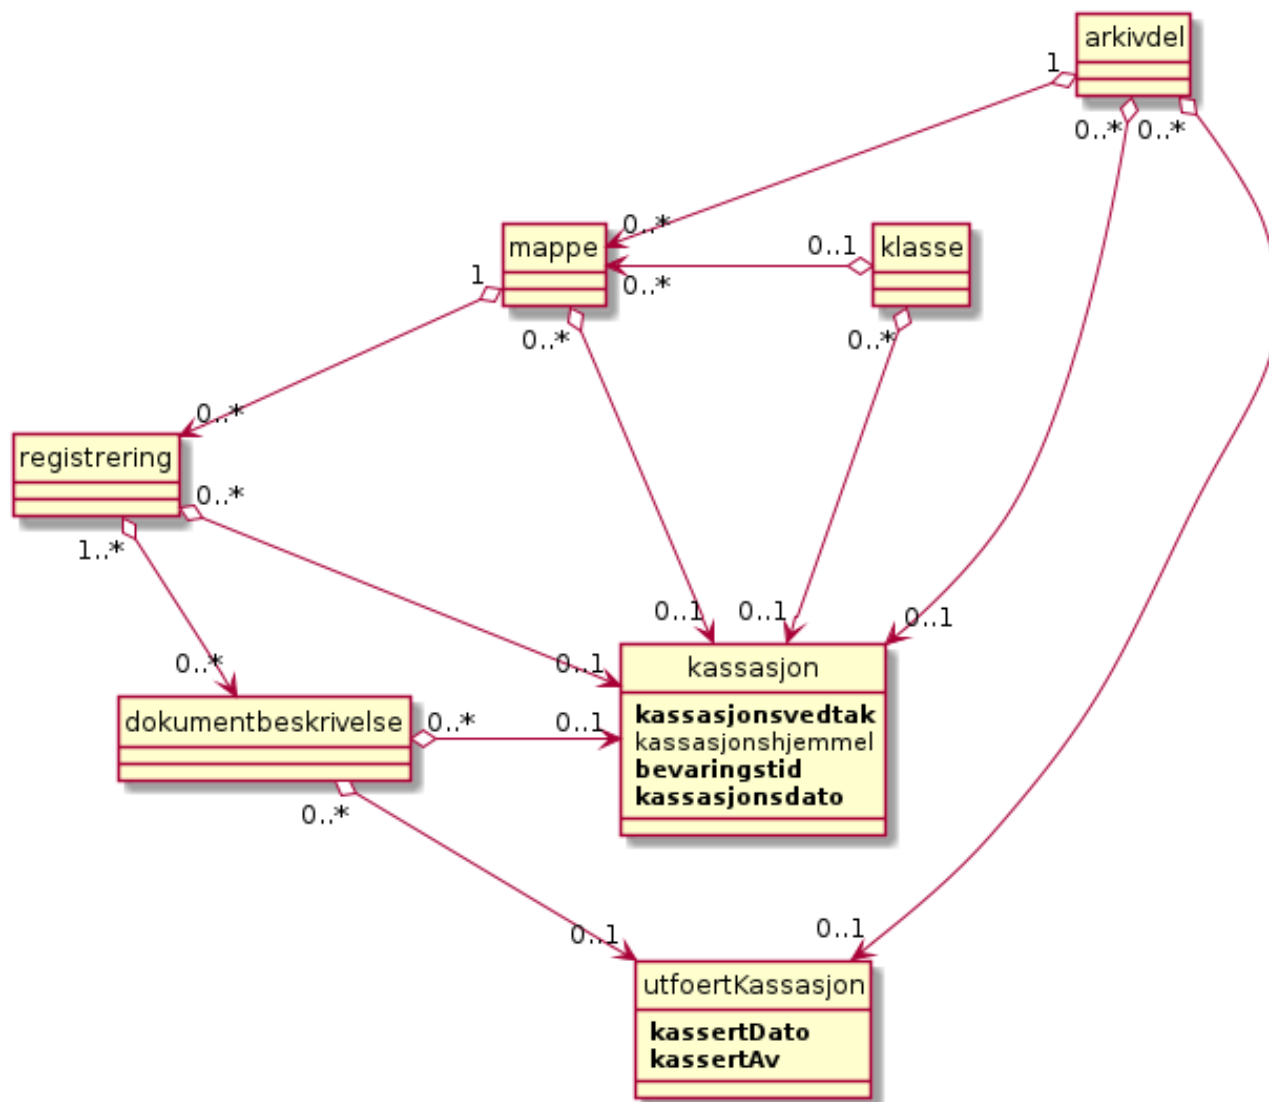 arkivdel
1
0..*
0..*
0..*
mappe
0..1
klasse
0..*
1
0..*
0..*
0..*
registrering
0..*
1..*
0..1
0..1
0..1
0..*
0..1
kassasjon
kassasjonsvedtak
kassasjonshjemmel
bevaringstid
kassasjonsdato
dokumentbeskrivelse
0..*
0..1
0..*
0..1
0..1
utfoertKassasjon
kassertDato
kassertAv